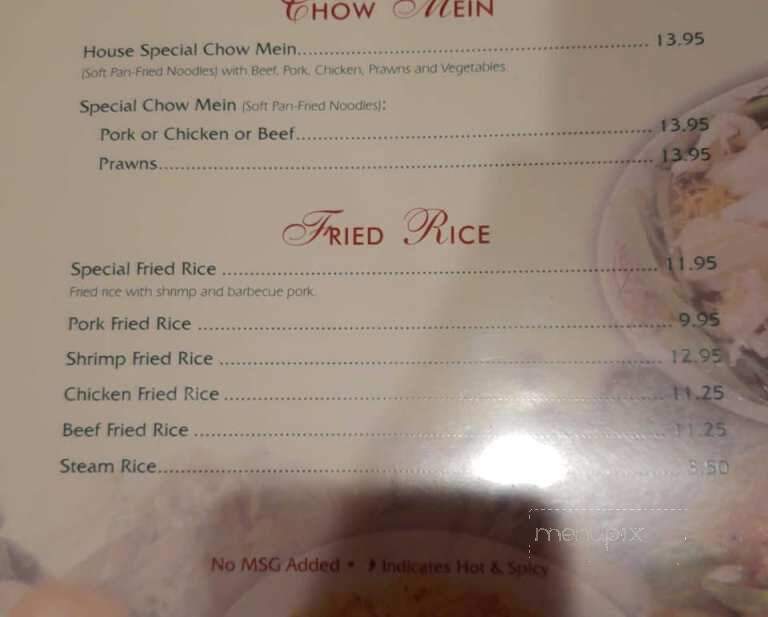 CHOW MEIN
House Special Chow Mein.......... 13.95
(Soft Pan-Fried Noodles) with Beef, Pork, Chicken, Prawns and Vegetables.
Special Chow Mein (Soft Pan-Fried Noodles):
Pork or Chicken or Beef.......... 13.95
Prawns.......... 13.95
FRIED RICE
Special Fried Rice .......... 11.95
Fried rice with shrimp and barbecue pork.
Pork Fried Rice .......... 9.95
Shrimp Fried Rice .......... 12.95
Chicken Fried Rice .......... 11.25
Beef Fried Rice .......... 11.25
Steam Rice..........
menupix
No MSG Added • Indicates Hot & Spicy